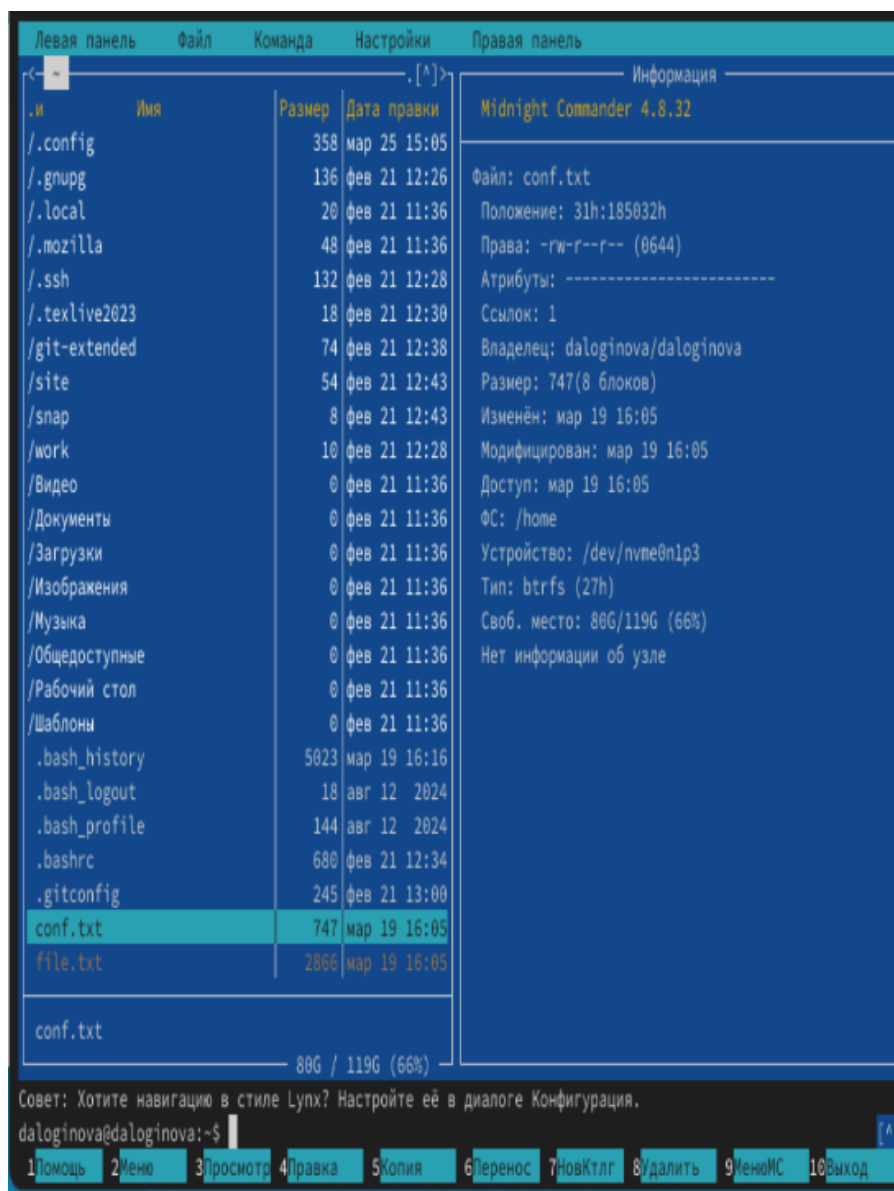 Левая панель Файл Команда Настройки Правая панель
<- ~ .[^]>
.и Имя Размер Дата правки
/.config 358 мар 25 15:05
/.gnupg 136 фев 21 12:26
/.local 20 фев 21 11:36
/.mozilla 48 фев 21 11:36
/.ssh 132 фев 21 12:28
/.texlive2023 18 фев 21 12:30
/git-extended 74 фев 21 12:38
/site 54 фев 21 12:43
/snap 8 фев 21 12:43
/work 10 фев 21 12:28
/Видео 0 фев 21 11:36
/Документы 0 фев 21 11:36
/Загрузки 0 фев 21 11:36
/Изображения 0 фев 21 11:36
/Музыка 0 фев 21 11:36
/Общедоступные 0 фев 21 11:36
/Рабочий стол 0 фев 21 11:36
/Шаблоны 0 фев 21 11:36
.bash_history 5023 мар 19 16:16
.bash_logout 18 авг 12 2024
.bash_profile 144 авг 12 2024
.bashrc 680 фев 21 12:34
.gitconfig 245 фев 21 13:00
conf.txt 747 мар 19 16:05
file.txt 2866 мар 19 16:05
conf.txt
80G / 119G (66%)
Информация
Midnight Commander 4.8.32
Файл: conf.txt
Положение: 31h:185032h
Права: -rw-r--r-- (0644)
Атрибуты: -------------------------
Ссылок: 1
Владелец: daloginova/daloginova
Размер: 747(8 блоков)
Изменён: мар 19 16:05
Модифицирован: мар 19 16:05
Доступ: мар 19 16:05
ФС: /home
Устройство: /dev/nvme0n1p3
Тип: btrfs (27h)
Своб. место: 80G/119G (66%)
Нет информации об узле
Совет: Хотите навигацию в стиле Lynx? Настройте её в диалоге Конфигурация.
daloginova@daloginova:~$ [^
1Помощь 2Меню 3Просмотр 4Правка 5Копия 6Перенос 7НовКтлг 8Удалить 9МенюMC 10Выход